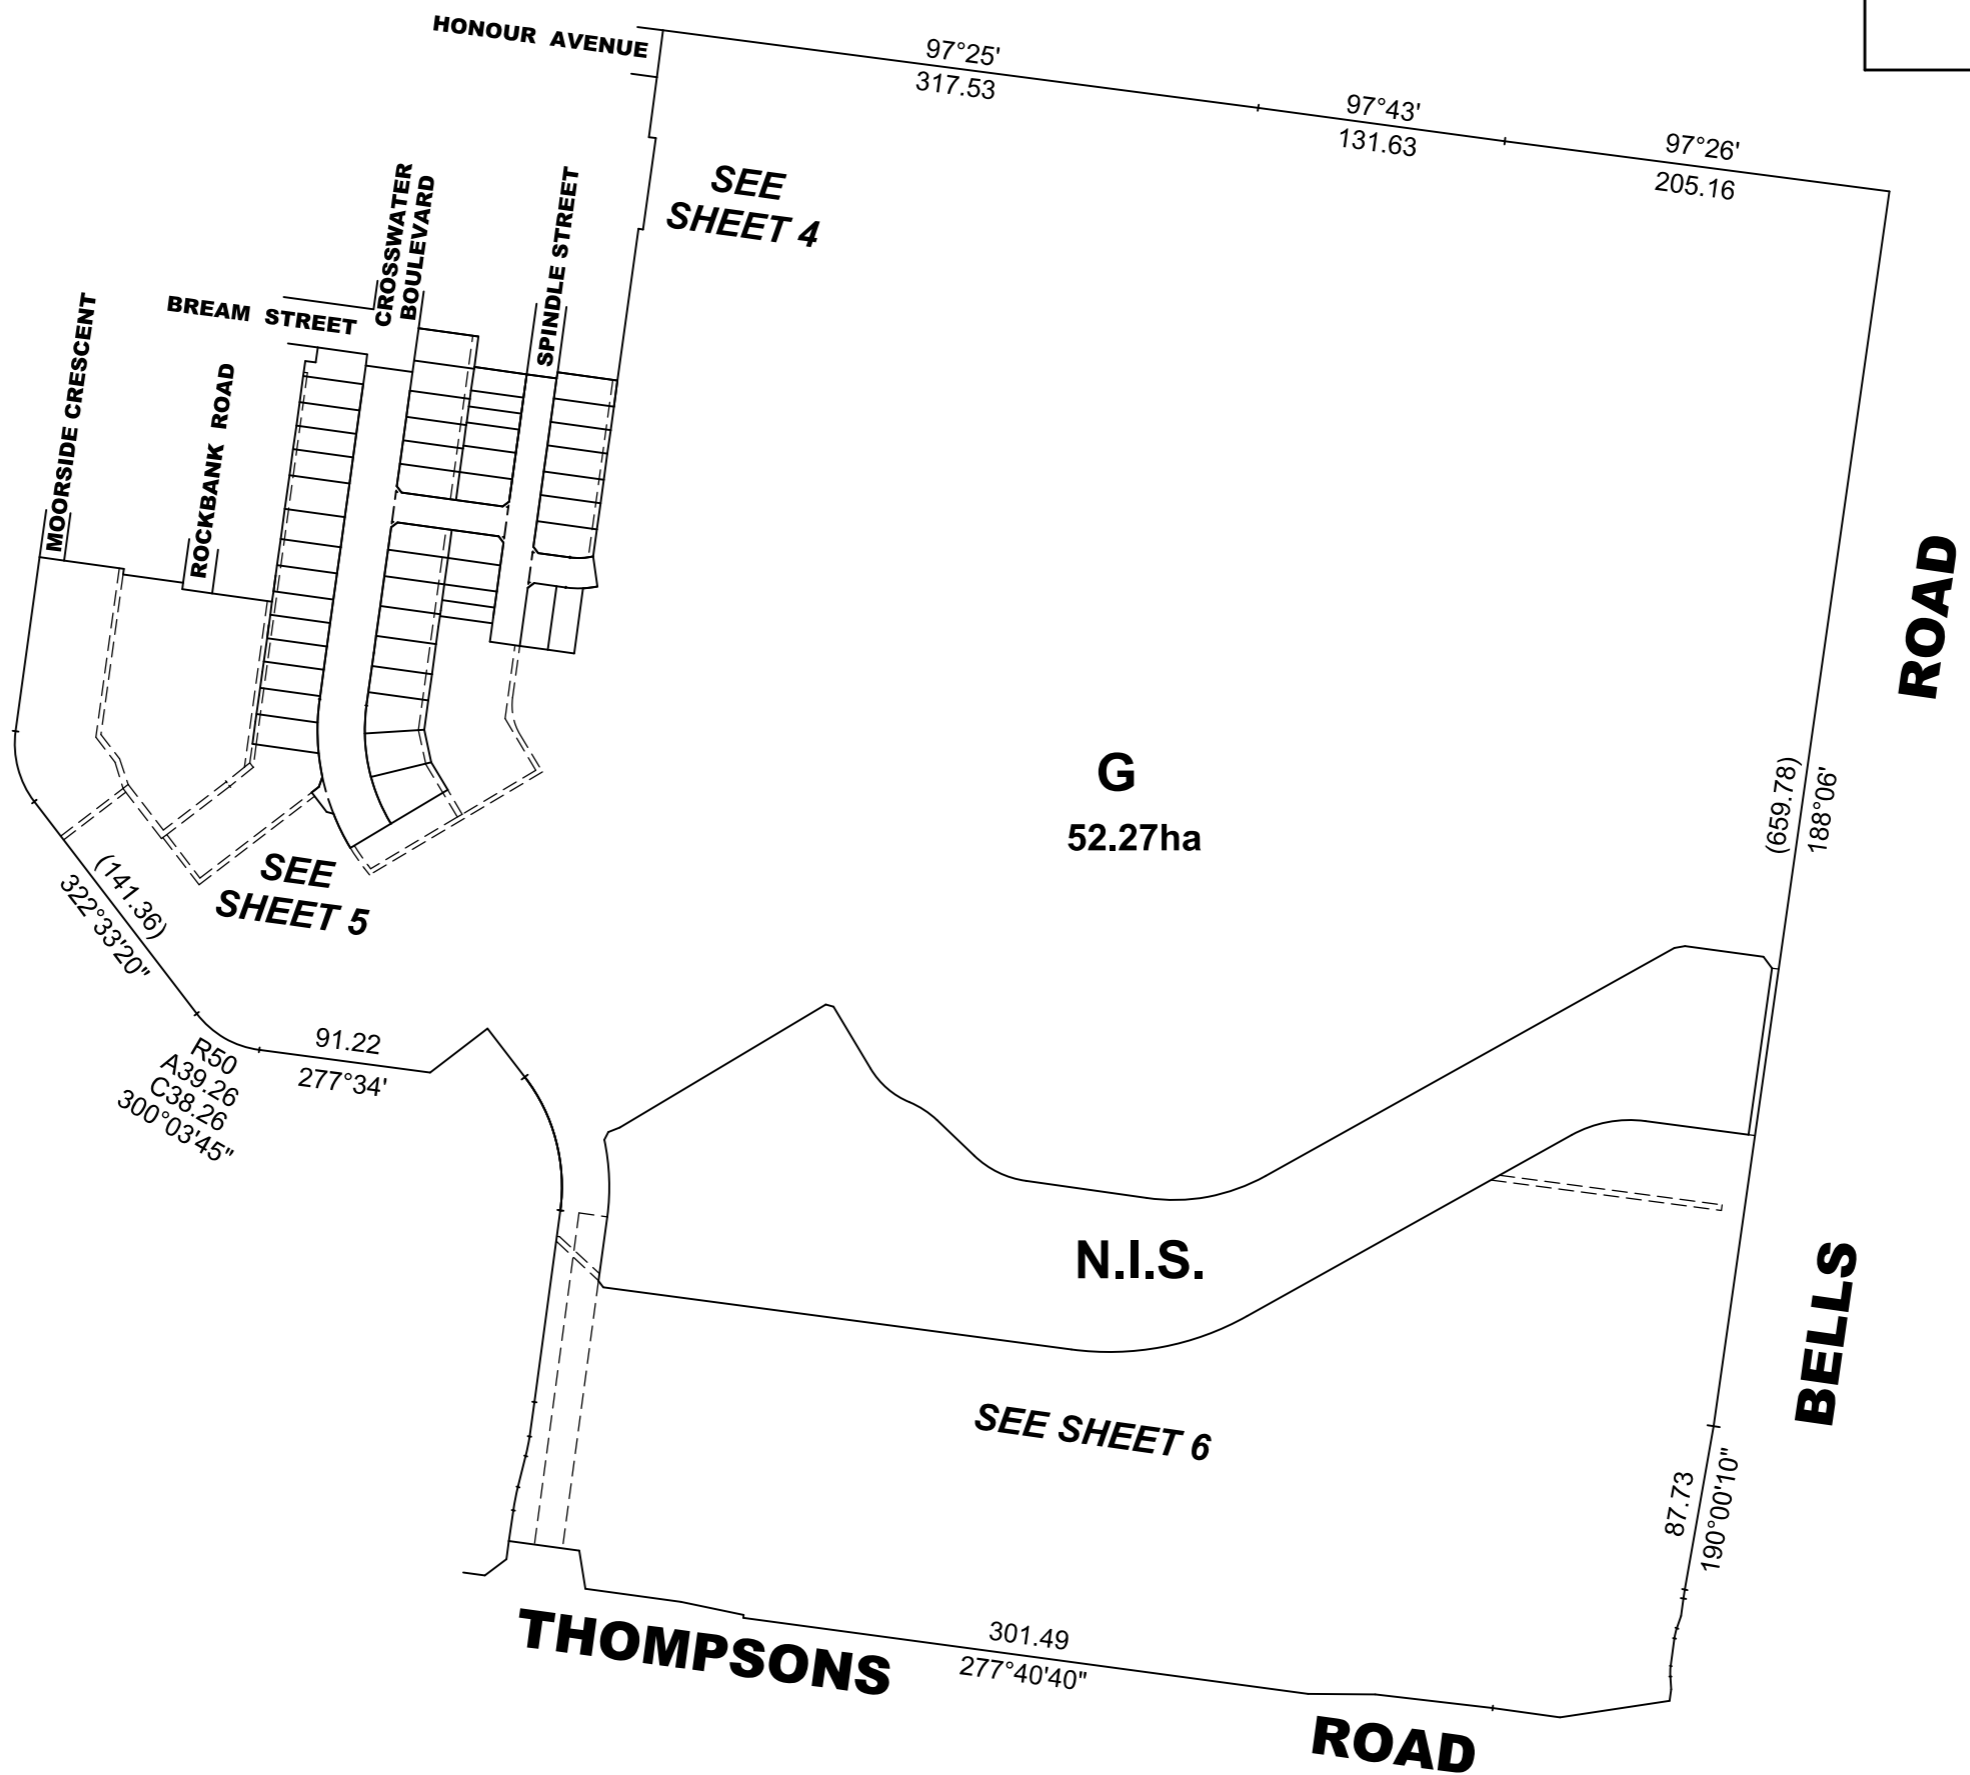 HONOUR AVENUE
97°25'
317.53
97°43'
131.63
97°26'
205.16
SEE
SHEET 4
CROSSWATER
BOULEVARD
SPINDLE STREET
BREAM STREET
MOORSIDE CRESCENT
ROCKBANK ROAD
ROAD
G
52.27ha
(659.78)
188°06'
SEE
SHEET 5
(141.36)
322°33'20"
91.22
277°34'
R50
A39.26
C38.26
300°03'45"
N.I.S.
BELLS
SEE SHEET 6
87.73
190°00'10"
THOMPSONS
301.49
277°40'40"
ROAD